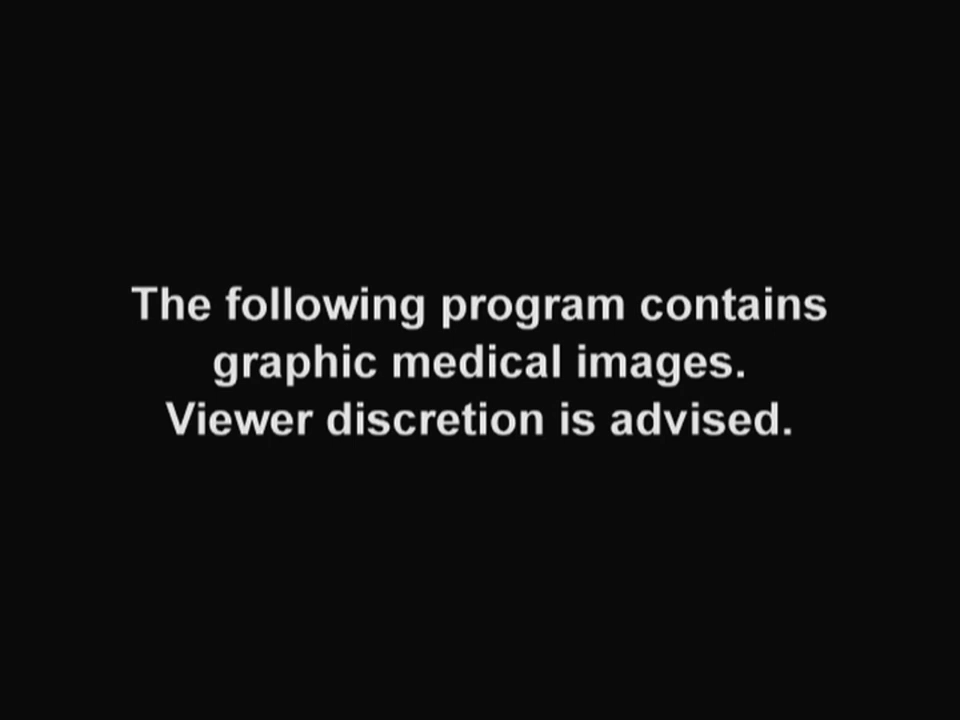 The following program contains
graphic medical images.
Viewer discretion is advised.